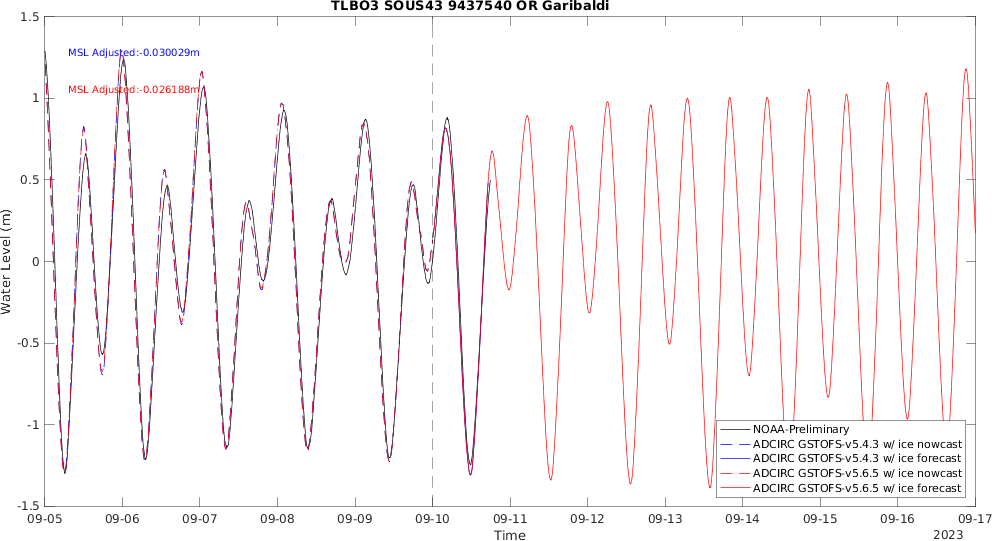 TLBO3 SOUS43 9437540 OR Garibaldi
1.5
MSL Adjusted:-0.030029m
MSL Adjusted:-0.026188m
1
0.5
0
-0.5
-1
-1.5
Water Level (m)
NOAA-Preliminary
ADCIRC GSTOFS-v5.4.3 w/ ice nowcast
ADCIRC GSTOFS-v5.4.3 w/ ice forecast
ADCIRC GSTOFS-v5.6.5 w/ ice nowcast
ADCIRC GSTOFS-v5.6.5 w/ ice forecast
09-05 09-06 09-07 09-08 09-09 09-10 09-11 09-12 09-13 09-14 09-15 09-16 09-17
Time
2023